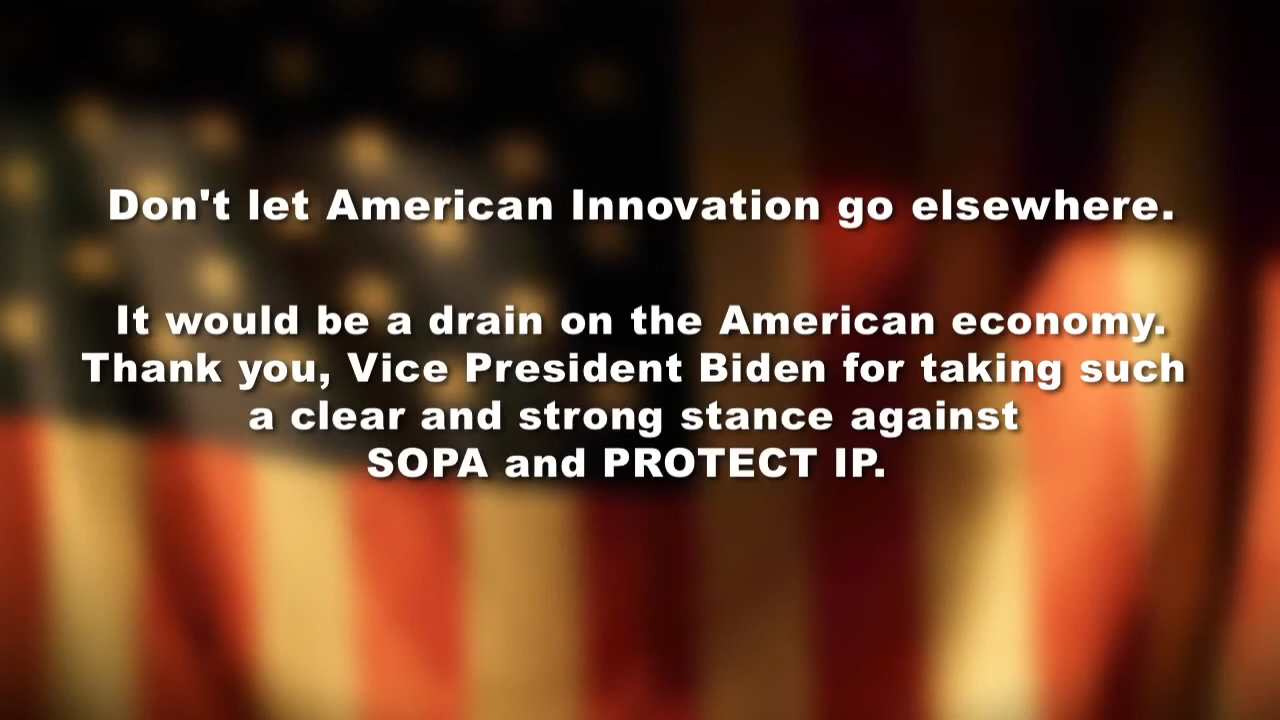 Don't let American Innovation go elsewhere.
It would be a drain on the American economy.
Thank you, Vice President Biden for taking such
a clear and strong stance against
SOPA and PROTECT IP.